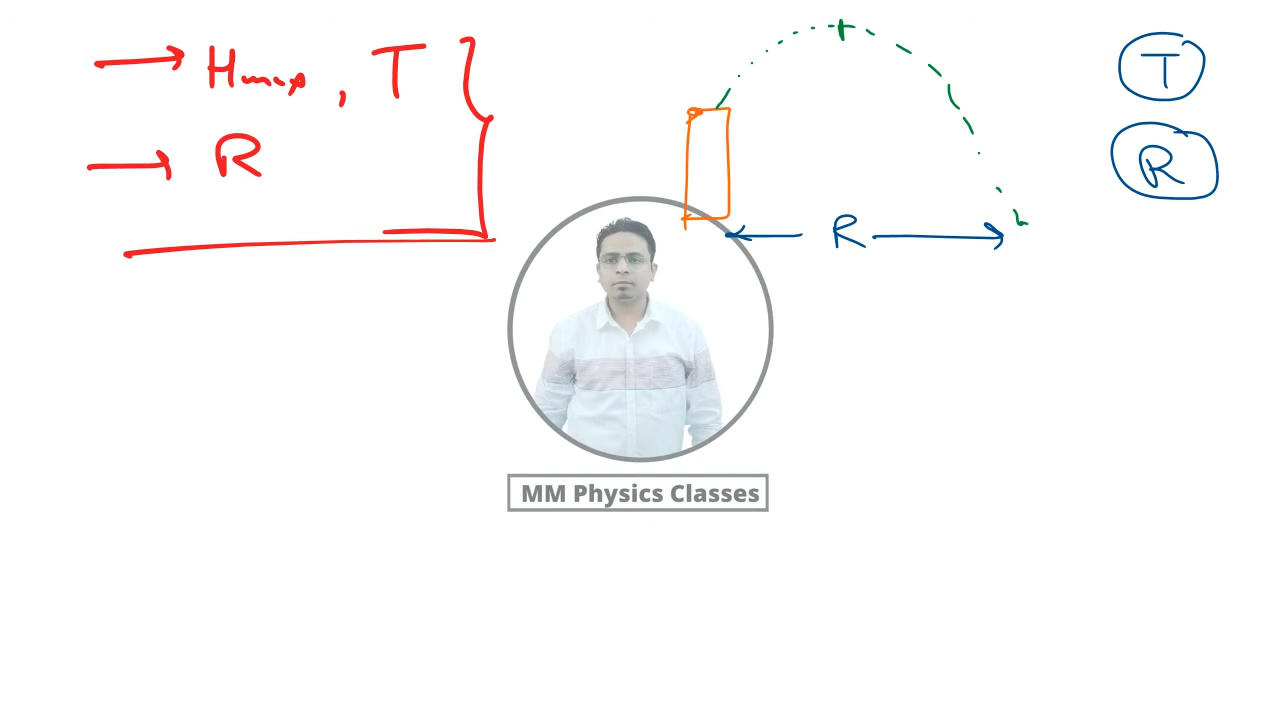 → Hmax, T
→ R
T
R
R
MM Physics Classes